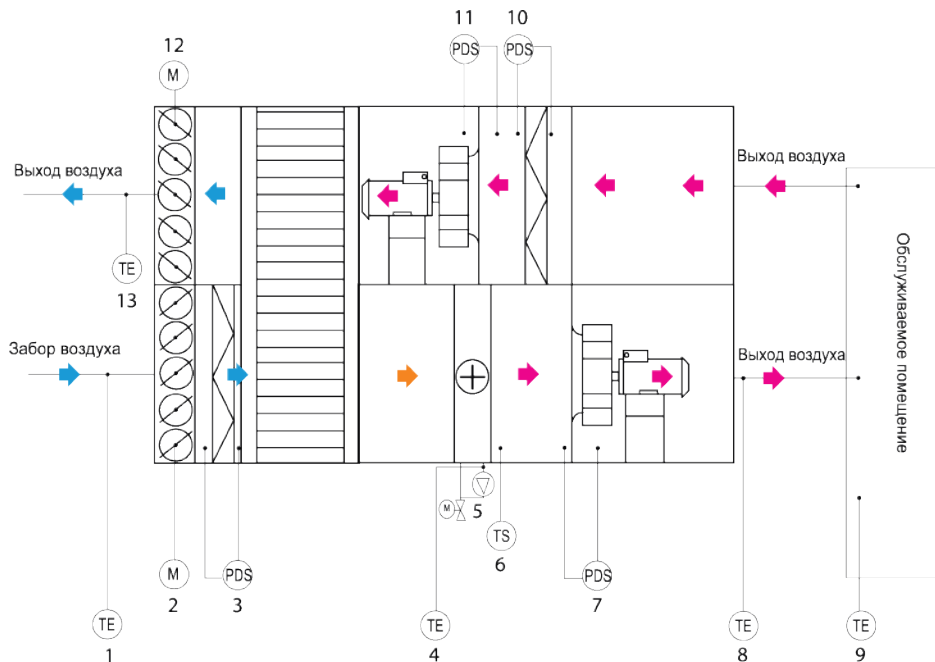 11
10
12
PDS
PDS
M
Выход воздуха
Выход воздуха
TE
13
Обслуживаемое помещение
Забор воздуха
Выход воздуха
M
5
M
2
PDS
3
TS
6
PDS
7
TE
1
TE
4
TE
8
TE
9